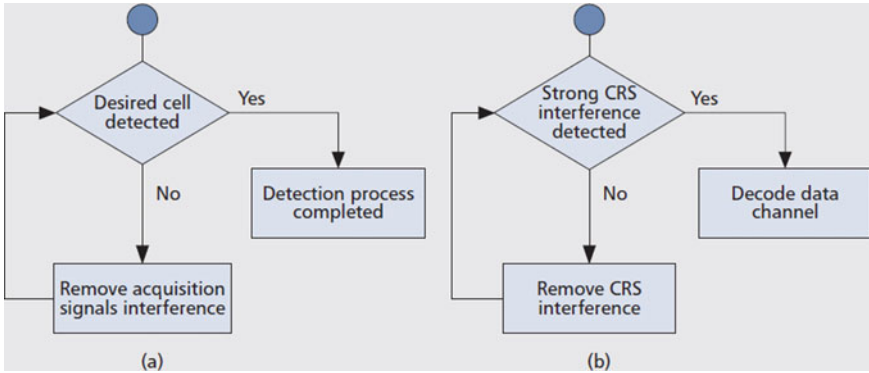 Desired cell
detected
Yes
No
Detection process
completed
Remove acquisition
signals interference
(a)
Strong CRS
interference
detected
Yes
No
Decode data
channel
Remove CRS
interference
(b)